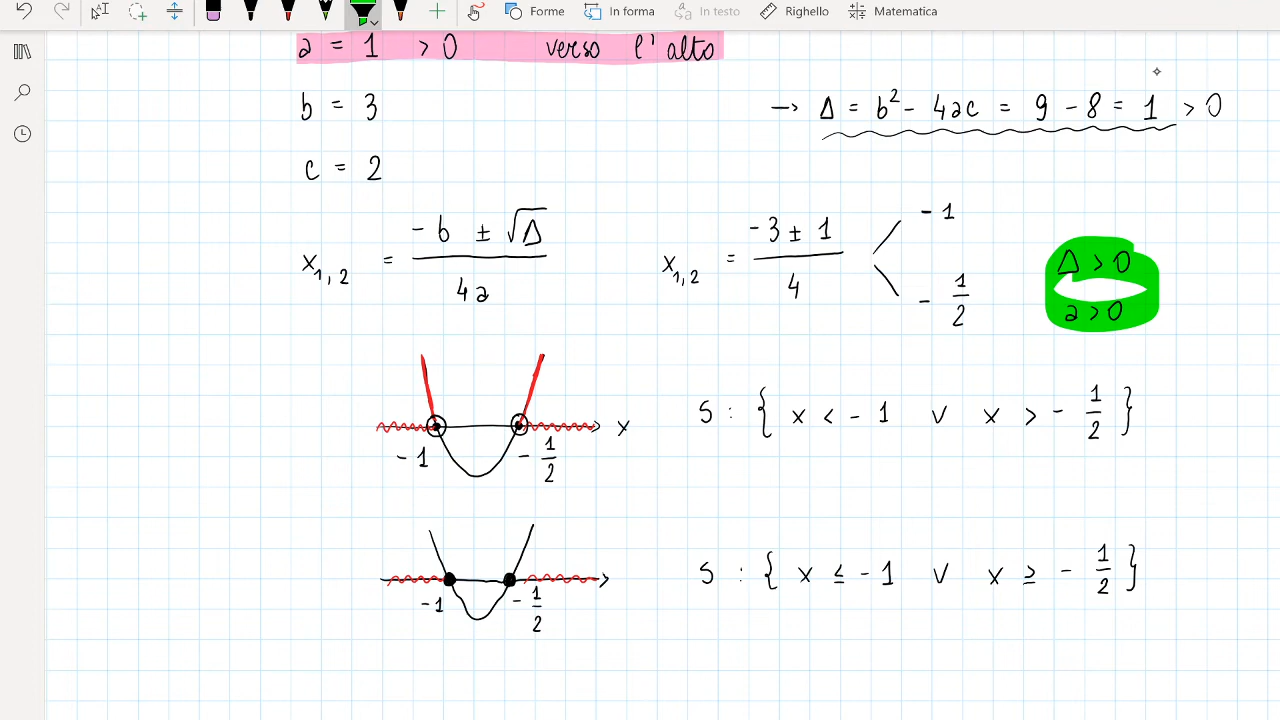 Forme In forma In testo Righello Matematica
a = 1 > 0 verso l'alto
b = 3
→ Δ = b² - 4ac = 9 - 8 = 1 > 0
c = 2
x₁,₂ = (-b ± √Δ) / 4a
x₁,₂ = (-3 ± 1) / 4
-1
- 1/2
Δ > 0
a > 0
x
-1 - 1/2
S : { x < -1 ∨ x > - 1/2 }
-1 - 1/2
S : { x ≤ -1 ∨ x ≥ - 1/2 }